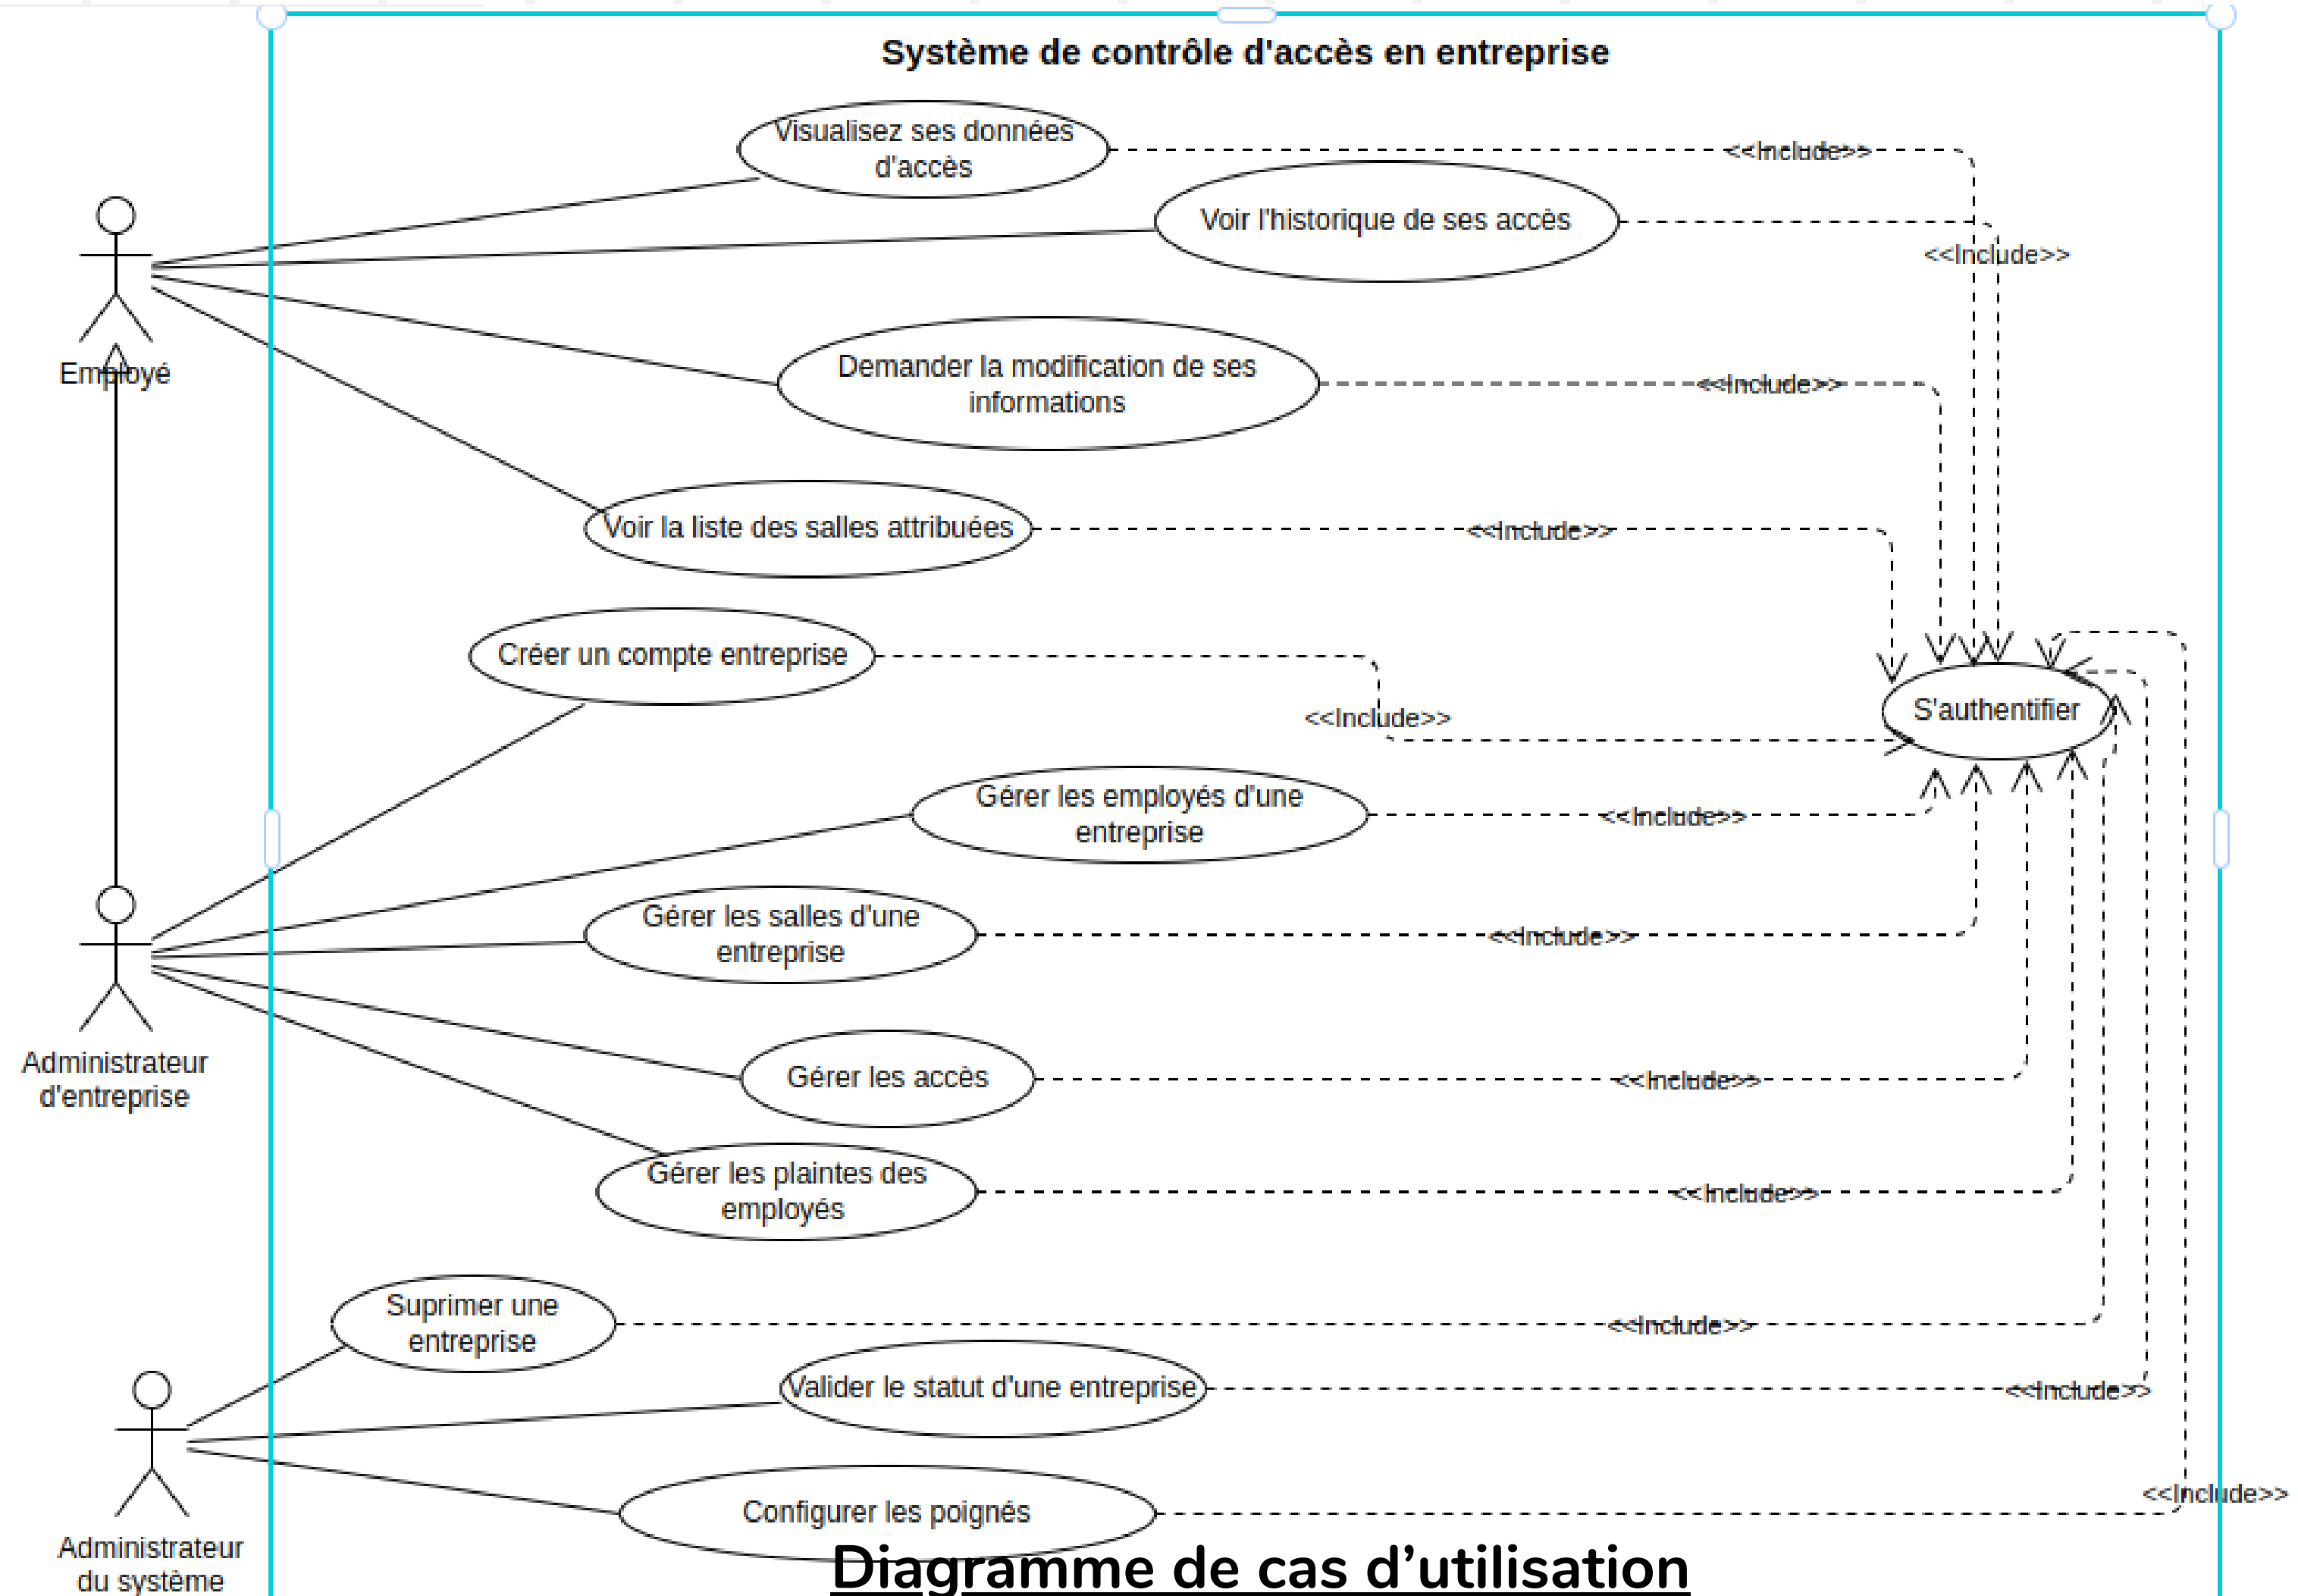 Système de contrôle d'accès en entreprise
Visualisez ses données
d'accès
<<Include>>
Voir l'historique de ses accès
<<Include>>
Employé
Demander la modification de ses
informations
<<Include>>
Voir la liste des salles attribuées
<<Include>>
Créer un compte entreprise
<<Include>>
S'authentifier
Gérer les employés d'une
entreprise
<<Include>>
Gérer les salles d'une
entreprise
<<Include>>
Administrateur
d'entreprise
Gérer les accès
<<Include>>
Gérer les plaintes des
employés
<<Include>>
Suprimer une
entreprise
<<Include>>
Valider le statut d'une entreprise
<<Include>>
Configurer les poignés
<<Include>>
Administrateur
du système
Diagramme de cas d’utilisation